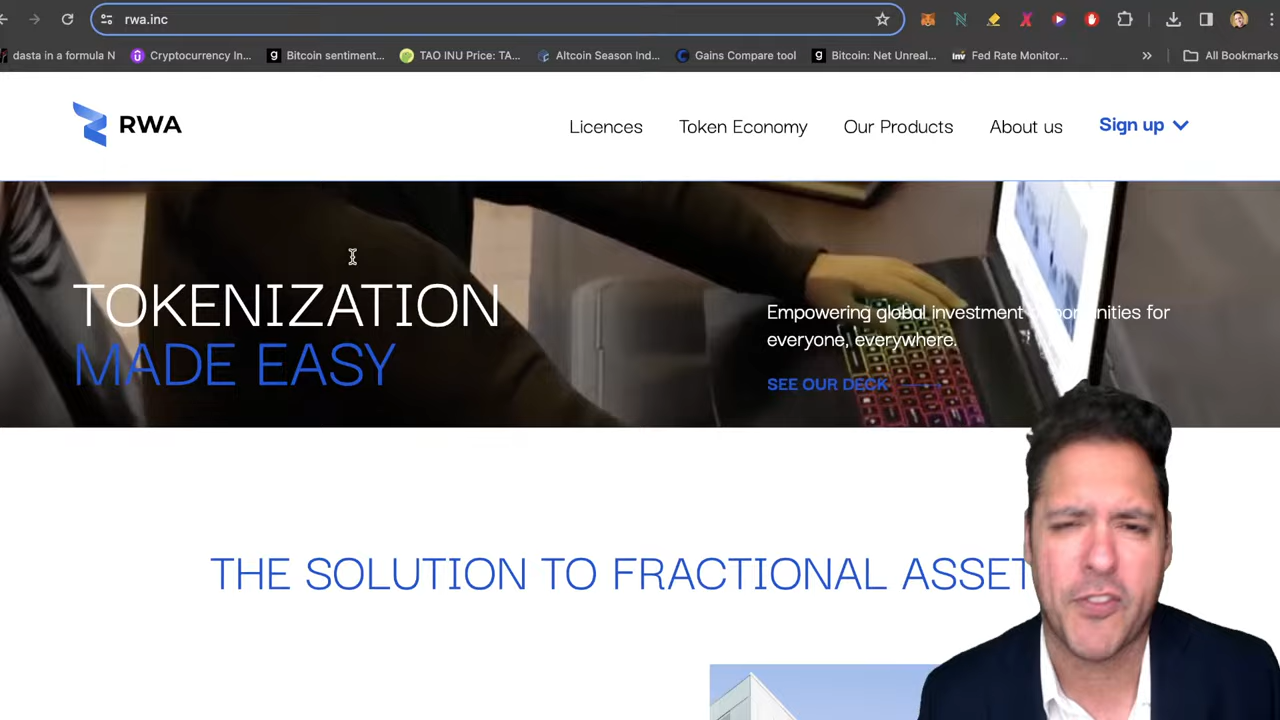 rwa.inc
dasta in a formula N
Cryptocurrency In...
Bitcoin sentiment...
TAO INU Price: TA...
Altcoin Season Ind...
Gains Compare tool
Bitcoin: Net Unreal...
Fed Rate Monitor...
»
All Bookmarks
RWA
Licences
Token Economy
Our Products
About us
Sign up
TOKENIZATION
MADE EASY
Empowering global investment opportunities for
everyone, everywhere.
SEE OUR DECK
THE SOLUTION TO FRACTIONAL ASSET